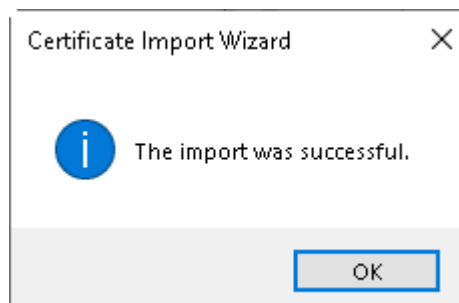 Certificate Import Wizard
The import was successful.
OK